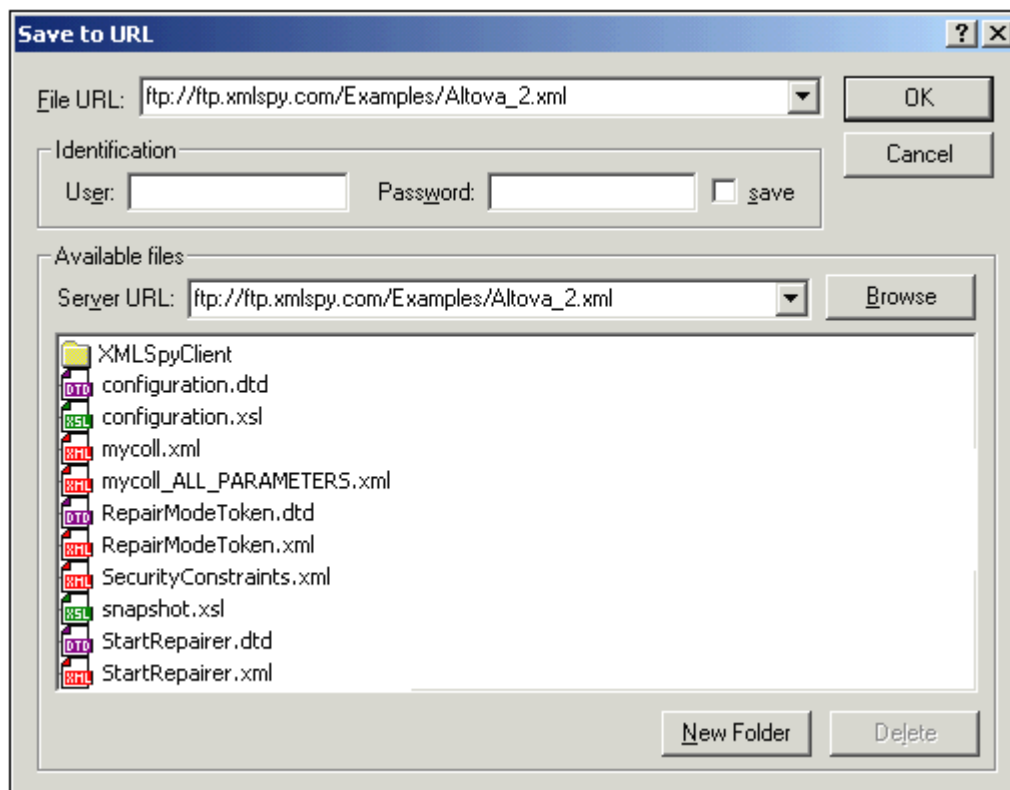 Save to URL
File URL: ftp://ftp.xmlspy.com/Examples/Altova_2.xml
OK
Cancel
Identification
User:
Password:
save
Available files
Server URL: ftp://ftp.xmlspy.com/Examples/Altova_2.xml
Browse
XMLSpyClient
DTD configuration.dtd
XSL configuration.xsl
XML mycoll.xml
XML mycoll_ALL_PARAMETERS.xml
DTD RepairModeToken.dtd
XML RepairModeToken.xml
XML SecurityConstraints.xml
XSL snapshot.xsl
DTD StartRepairer.dtd
XML StartRepairer.xml
New Folder
Delete